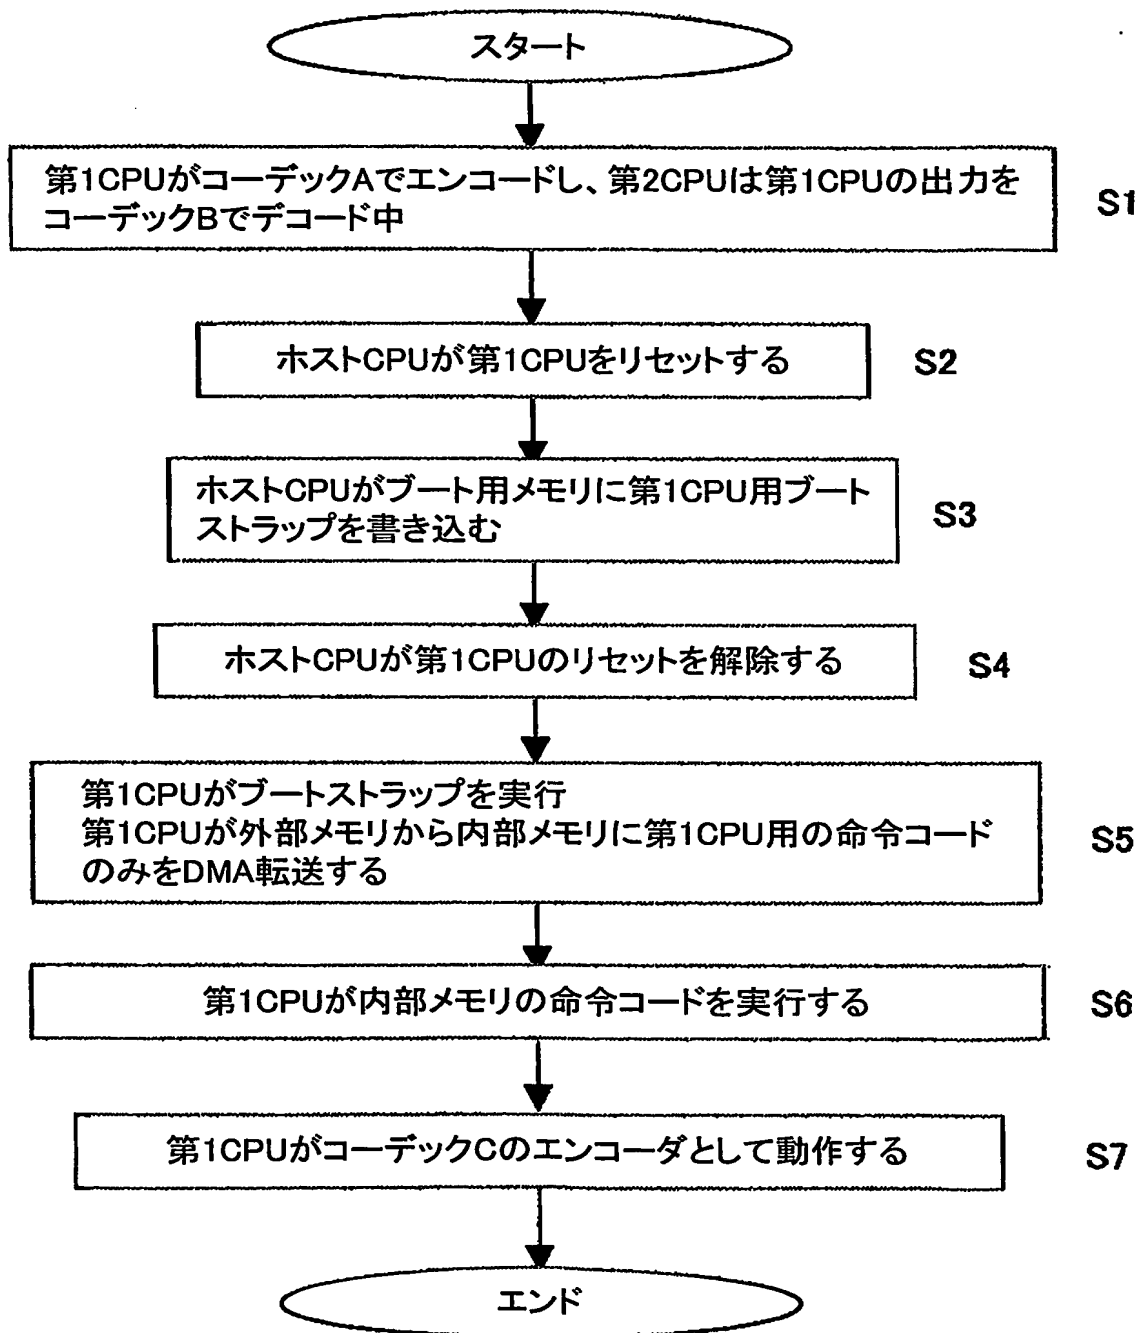 スタート
第1CPUがコーデックAでエンコードし、第2CPUは第1CPUの出力を
コーデックBでデコード中
S1
ホストCPUが第1CPUをリセットする
S2
ホストCPUがブート用メモリに第1CPU用ブート
ストラップを書き込む
S3
ホストCPUが第1CPUのリセットを解除する
S4
第1CPUがブートストラップを実行
第1CPUが外部メモリから内部メモリに第1CPU用の命令コード
のみをDMA転送する
S5
第1CPUが内部メモリの命令コードを実行する
S6
第1CPUがコーデックCのエンコーダとして動作する
S7
エンド